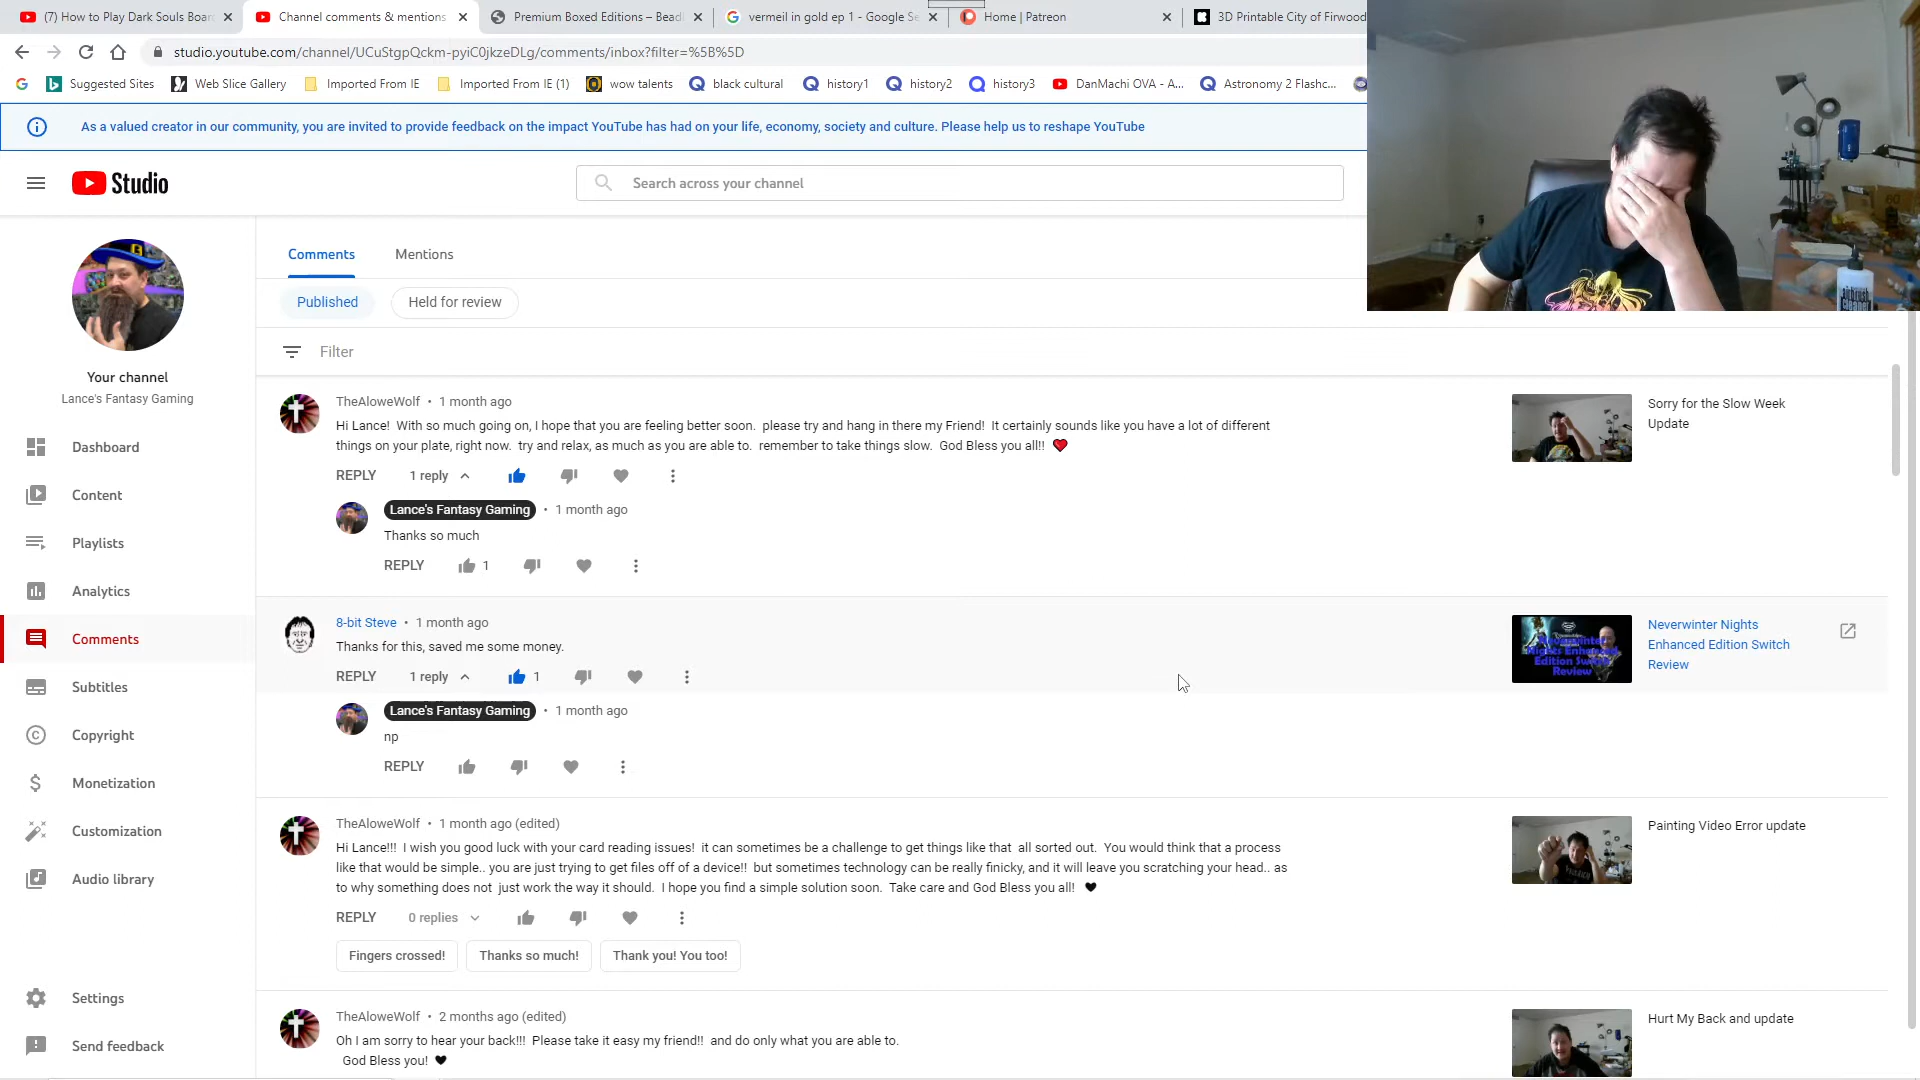 (7) How to Play Dark Souls Boar
Channel comments & mentions
Premium Boxed Editions – Bead
vermeil in gold ep 1 - Google Se
Home | Patreon
3D Printable City of Firwood
studio.youtube.com/channel/UCuStgpQckm-pyiC0jkzeDLg/comments/inbox?filter=%5B%5D
Suggested Sites
Web Slice Gallery
Imported From IE
Imported From IE (1)
wow talents
black cultural
history1
history2
history3
DanMachi OVA - A...
Astronomy 2 Flashc...
As a valued creator in our community, you are invited to provide feedback on the impact YouTube has had on your life, economy, society and culture. Please help us to reshape YouTube
Studio
Search across your channel
Your channel
Lance's Fantasy Gaming
Dashboard
Content
Playlists
Analytics
Comments
Subtitles
Copyright
Monetization
Customization
Audio library
Settings
Send feedback
Comments
Mentions
Published
Held for review
Filter
TheAloweWolf • 1 month ago
Hi Lance! With so much going on, I hope that you are feeling better soon. please try and hang in there my Friend! It certainly sounds like you have a lot of different
things on your plate, right now. try and relax, as much as you are able to. remember to take things slow. God Bless you all!!
REPLY 1 reply
Lance's Fantasy Gaming • 1 month ago
Thanks so much
REPLY 1
Sorry for the Slow Week
Update
8-bit Steve • 1 month ago
Thanks for this, saved me some money.
REPLY 1 reply 1
Lance's Fantasy Gaming • 1 month ago
np
REPLY
Neverwinter
Nights Enhanced
Edition Switch
Review
Neverwinter Nights
Enhanced Edition Switch
Review
TheAloweWolf • 1 month ago (edited)
Hi Lance!!! I wish you good luck with your card reading issues! it can sometimes be a challenge to get things like that all sorted out. You would think that a process
like that would be simple.. you are just trying to get files off of a device!! but sometimes technology can be really finicky, and it will leave you scratching your head.. as
to why something does not just work the way it should. I hope you find a simple solution soon. Take care and God Bless you all!
REPLY 0 replies
Fingers crossed!
Thanks so much!
Thank you! You too!
Painting Video Error update
TheAloweWolf • 2 months ago (edited)
Oh I am sorry to hear your back!!! Please take it easy my friend!! and do only what you are able to.
God Bless you!
Hurt My Back and update
airbrush
cleaner